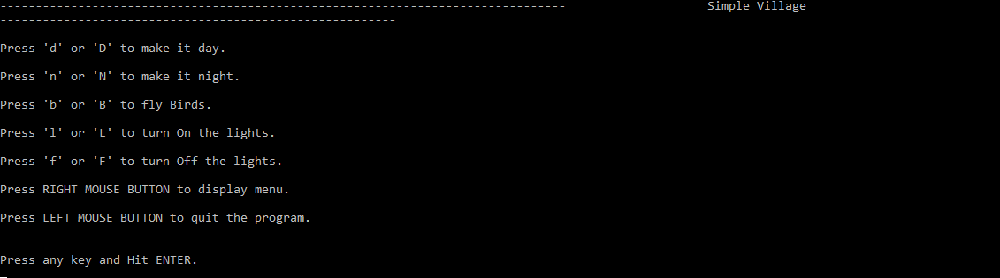 -------------------------------------------------------------------------------- Simple Village
--------------------------------------------------------
Press 'd' or 'D' to make it day.
Press 'n' or 'N' to make it night.
Press 'b' or 'B' to fly Birds.
Press 'l' or 'L' to turn On the lights.
Press 'f' or 'F' to turn Off the lights.
Press RIGHT MOUSE BUTTON to display menu.
Press LEFT MOUSE BUTTON to quit the program.
Press any key and Hit ENTER.